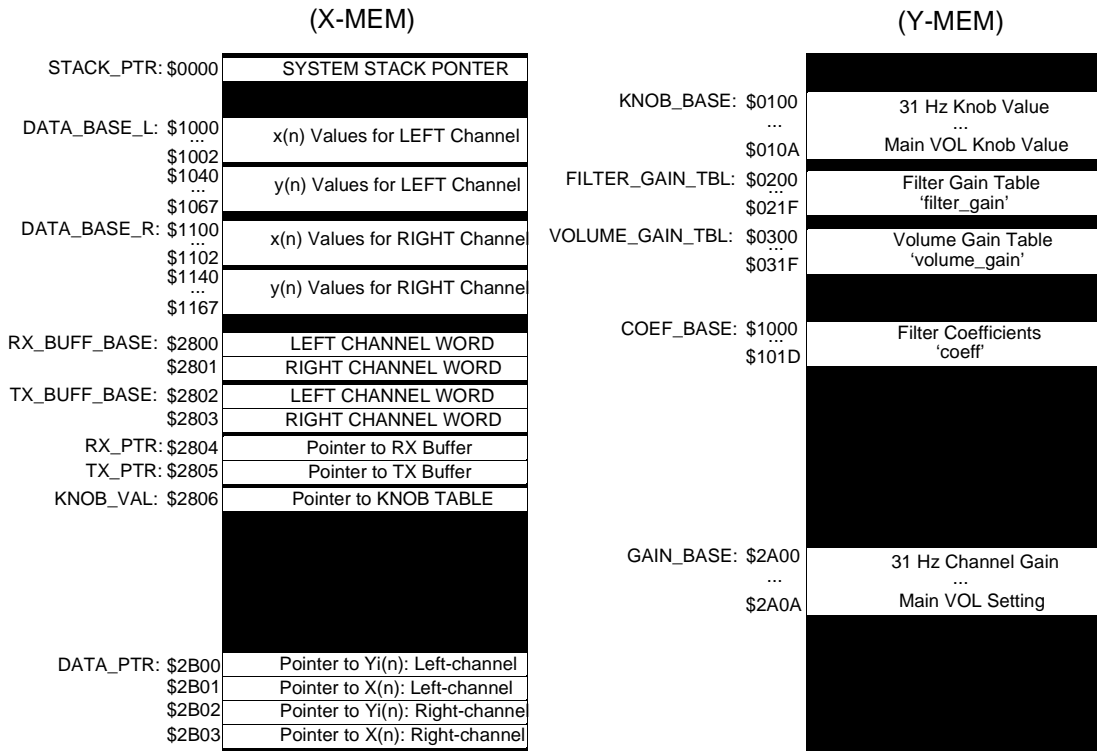 (X-MEM)
STACK_PTR: $0000 SYSTEM STACK PONTER
DATA_BASE_L: $1000
...
$1002
x(n) Values for LEFT Channel
$1040
...
$1067
y(n) Values for LEFT Channel
DATA_BASE_R: $1100
...
$1102
x(n) Values for RIGHT Channel
$1140
...
$1167
y(n) Values for RIGHT Channel
RX_BUFF_BASE: $2800 LEFT CHANNEL WORD
$2801 RIGHT CHANNEL WORD
TX_BUFF_BASE: $2802 LEFT CHANNEL WORD
$2803 RIGHT CHANNEL WORD
RX_PTR: $2804 Pointer to RX Buffer
TX_PTR: $2805 Pointer to TX Buffer
KNOB_VAL: $2806 Pointer to KNOB TABLE
DATA_PTR: $2B00 Pointer to Yi(n): Left-channel
$2B01 Pointer to X(n): Left-channel
$2B02 Pointer to Yi(n): Right-channel
$2B03 Pointer to X(n): Right-channel
(Y-MEM)
KNOB_BASE: $0100 31 Hz Knob Value
... ...
$010A Main VOL Knob Value
FILTER_GAIN_TBL: $0200 Filter Gain Table
...
$021F 'filter_gain'
VOLUME_GAIN_TBL: $0300 Volume Gain Table
...
$031F 'volume_gain'
COEF_BASE: $1000 Filter Coefficients
...
$101D 'coeff'
GAIN_BASE: $2A00 31 Hz Channel Gain
... ...
$2A0A Main VOL Setting